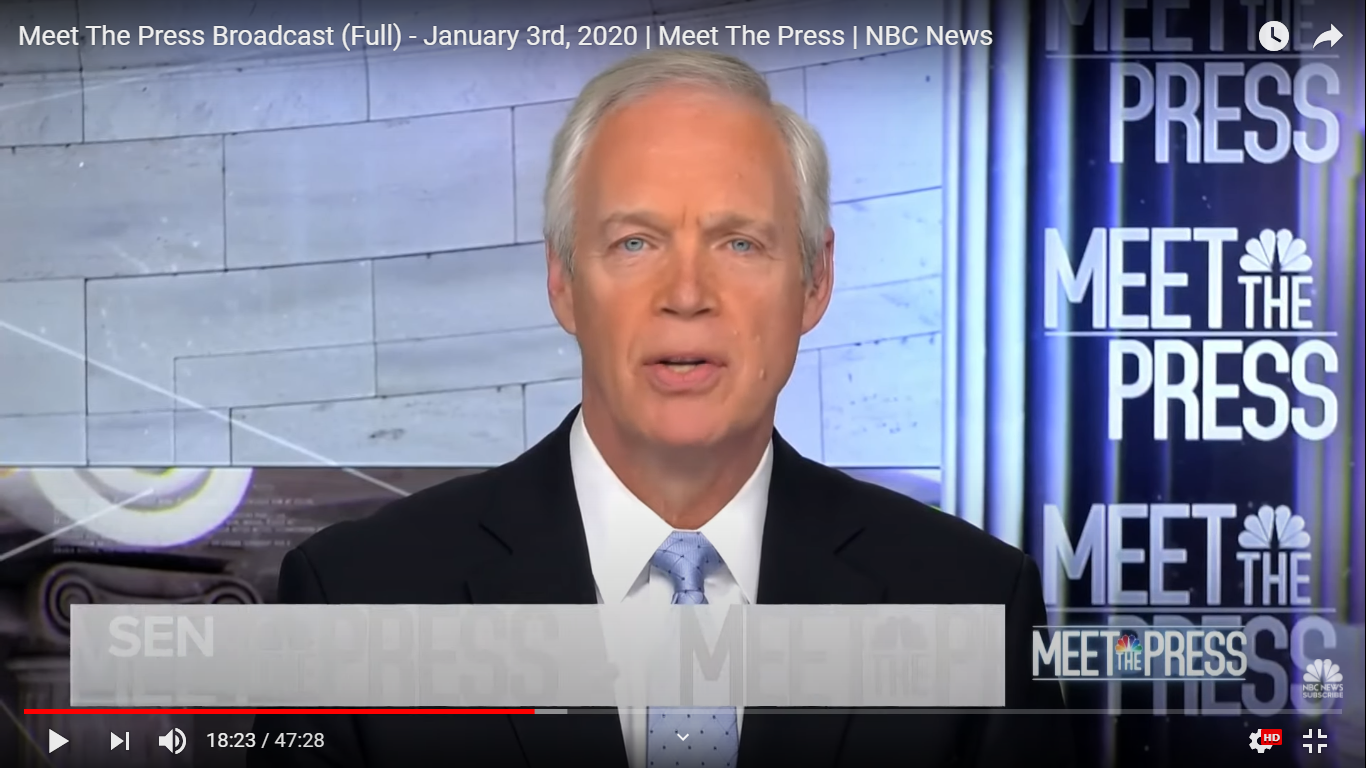 Meet The Press Broadcast (Full) - January 3rd, 2020 | Meet The Press | NBC News
MEET THE
PRESS
MEET THE
PRESS
MEET THE
PRESS
SEN
MEET THE PRESS
MEET THE PRESS
NBC NEWS
SUBSCRIBE
18:23 / 47:28
HD